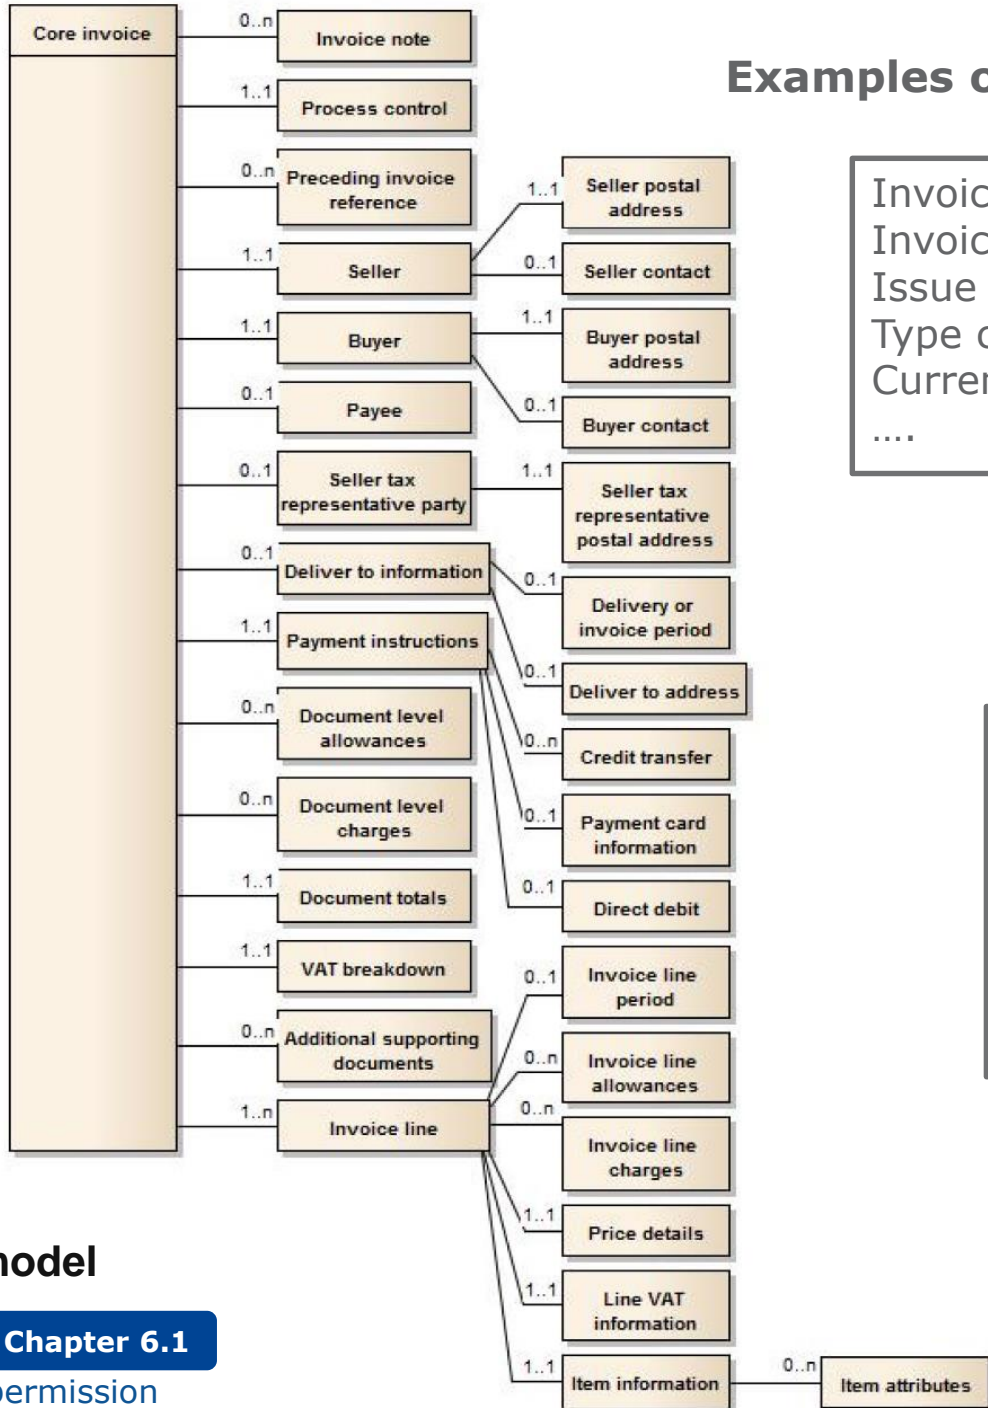 Core invoice
0..n
Invoice note
1..1
Process control
0..n
Preceding invoice
reference
1..1
Seller
1..1
Seller postal
address
0..1
Seller contact
1..1
Buyer
1..1
Buyer postal
address
0..1
Buyer contact
0..1
Payee
0..1
Seller tax
representative party
1..1
Seller tax
representative
postal address
0..1
Deliver to information
0..1
Delivery or
invoice period
0..1
Deliver to address
1..1
Payment instructions
0..n
Credit transfer
0..1
Payment card
information
0..1
Direct debit
0..n
Document level
allowances
0..n
Document level
charges
1..1
Document totals
1..1
VAT breakdown
0..n
Additional supporting
documents
1..n
Invoice line
0..1
Invoice line
period
0..n
Invoice line
allowances
0..n
Invoice line
charges
1..1
Price details
1..1
Line VAT
information
1..1
Item information
0..n
Item attributes
Examples o
Invoic
Invoic
Issue
Type o
Curren
....
model
Chapter 6.1
permission